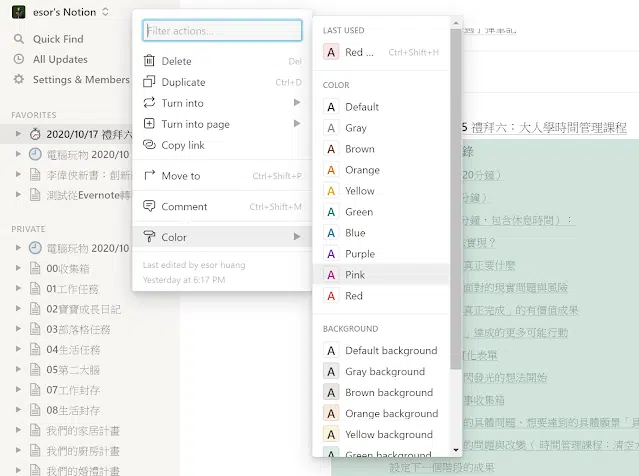 esor's Notion
Quick Find
All Updates
Settings & Members
FAVORITES
2020/10/17 禮拜六
電腦玩物 2020/10
李偉俠新書：創新
測試從Evernote轉
PRIVATE
電腦玩物 2020/10
00收集箱
01工作任務
02寶寶成長日記
03部落格任務
04生活任務
05第二大腦
07工作封存
08生活封存
我們的家居計畫
我們的廚房計畫
我們的婚禮計畫
Filter actions...
Delete Del
Duplicate Ctrl+D
Turn into
Turn into page
Copy link
Move to Ctrl+Shift+P
Comment Ctrl+Shift+M
Color
Last edited by esor huang
Yesterday at 6:17 PM
LAST USED
A Red ... Ctrl+Shift+H
COLOR
A Default
A Gray
A Brown
A Orange
A Yellow
A Green
A Blue
A Purple
A Pink
A Red
BACKGROUND
A Default background
A Gray background
A Brown background
A Orange background
A Yellow background
A Green background
5 禮拜六：大人學時間管理課程
錄
20分鐘）
分鐘）
分鐘，包含休息時間）：
實現？
真正要什麼
面對的現實問題與風險
真正完成」的有價值成果
」達成的更多可能行動
化表單
閃發光的想法開始
事收集箱
的具體問題，想要達到的具體願量「
的問題與改變（ 時間管理課程：清空
設定下一個階段的成果